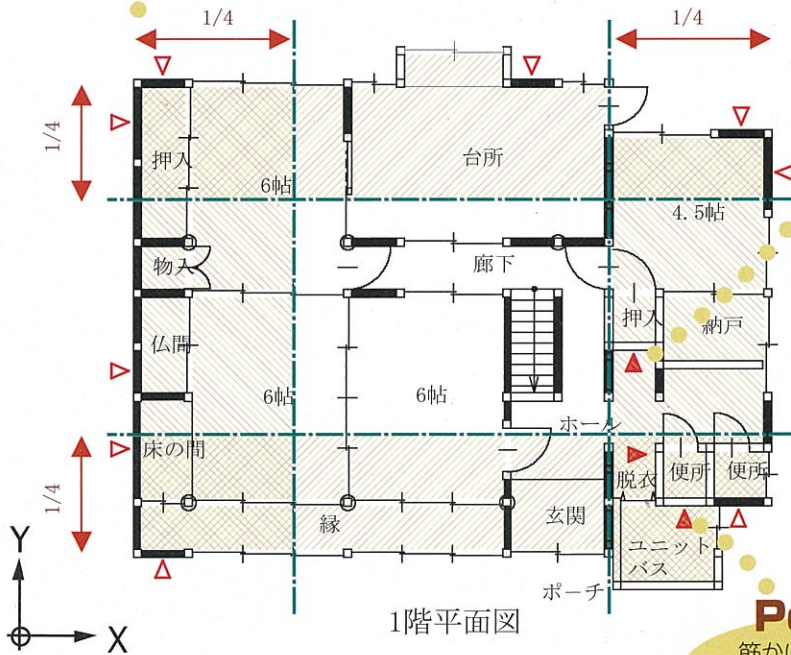 1/4
1/4
1/4
押入
6帖
台所
4.5帖
物入
廊下
仏間
押入
納戸
6帖
6帖
ホール
床の間
1/4
脱衣
便所
便所
縁
玄関
ユニット
バス
ポーチ
1階平面図
Y
X
筋かい